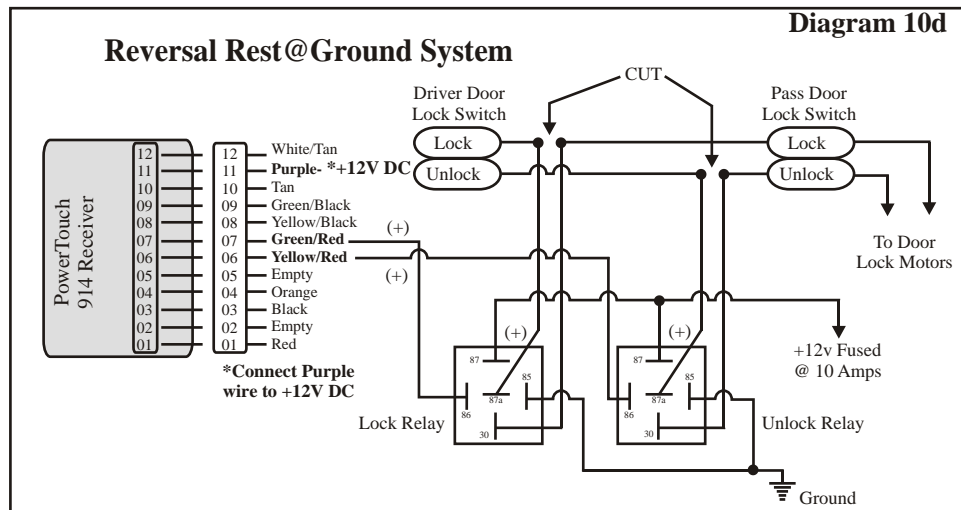 Diagram 10d
Reversal Rest@Ground System
CUT
Driver Door
Lock Switch
Pass Door
Lock Switch
Lock
Unlock
Lock
Unlock
To Door
Lock Motors
PowerTouch
914 Receiver
12 12 White/Tan
11 11 Purple- *+12V DC
10 10 Tan
09 09 Green/Black
08 08 Yellow/Black
07 07 Green/Red (+)
06 06 Yellow/Red (+)
05 05 Empty
04 04 Orange
03 03 Black
02 02 Empty
01 01 Red
*Connect Purple
wire to +12V DC
(+)
(+)
+12v Fused
@ 10 Amps
87
85
87a
86
30
Lock Relay
87
85
87a
86
30
Unlock Relay
Ground